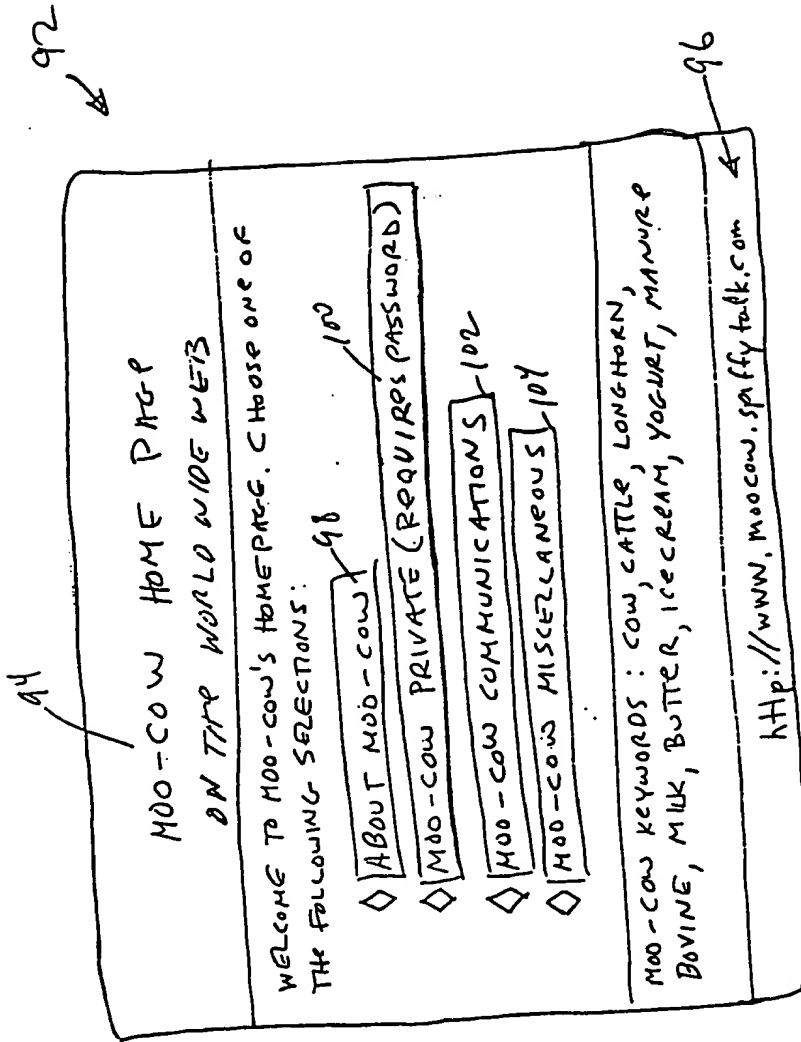 92
94
MOO-COW HOME PAGE
ON THE WORLD WIDE WEB
WELCOME TO MOO-COW'S HOMEPAGE. CHOOSE ONE OF
THE FOLLOWING SELECTIONS:
98
ABOUT MOO-COW
100
MOO-COW PRIVATE (REQUIRES PASSWORD)
MOO-COW COMMUNICATIONS
102
MOO-COW MISCELLANEOUS
104
MOO-COW KEYWORDS: COW, CATTLE, LONGHORN,
BOVINE, MILK, BUTTER, ICECREAM, YOGURT, MANURE
http://www.moocow.spiffytalk.com
96